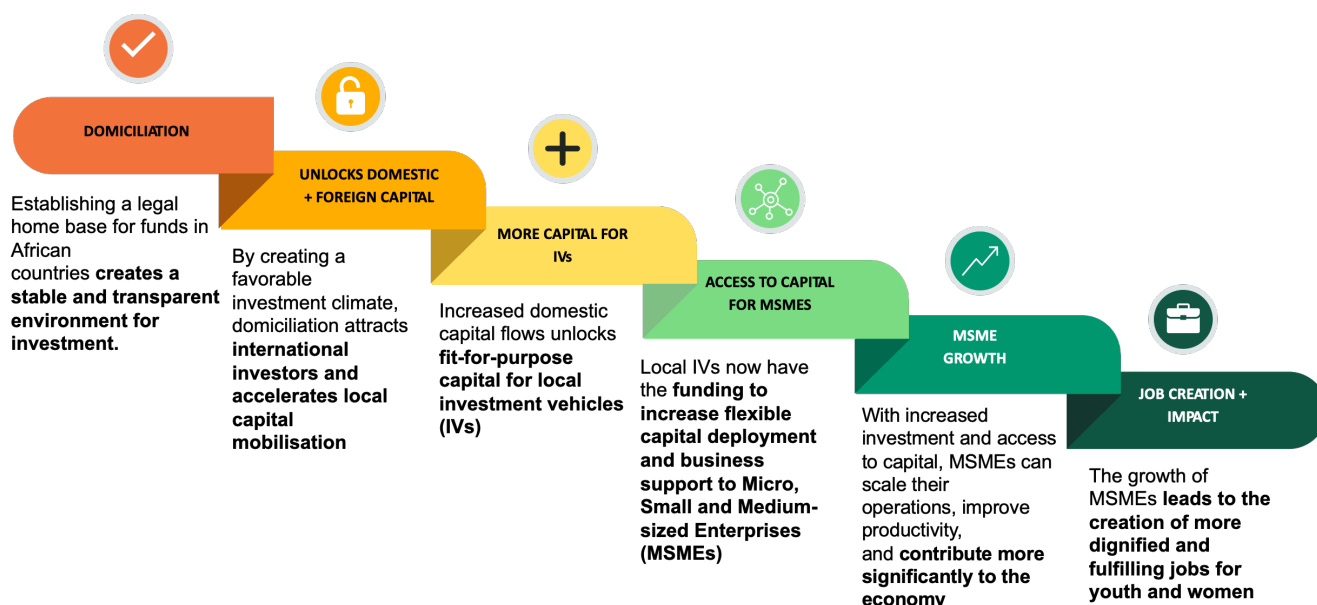 DOMICILIATION
Establishing a legal
home base for funds in
African
countries creates a
stable and transparent
environment for
investment.
UNLOCKS DOMESTIC
+ FOREIGN CAPITAL
By creating a
favorable
investment climate,
domiciliation attracts
international
investors and
accelerates local
capital
mobilisation
MORE CAPITAL FOR
IVs
Increased domestic
capital flows unlocks
fit-for-purpose
capital for local
investment vehicles
(IVs)
ACCESS TO CAPITAL
FOR MSMES
Local IVs now have
the funding to
increase flexible
capital deployment
and business
support to Micro,
Small and Medium-
sized Enterprises
(MSMEs)
MSME
GROWTH
With increased
investment and access
to capital, MSMEs can
scale their
operations, improve
productivity,
and contribute more
significantly to the
economy
JOB CREATION +
IMPACT
The growth of
MSMEs leads to the
creation of more
dignified and
fulfilling jobs for
youth and women